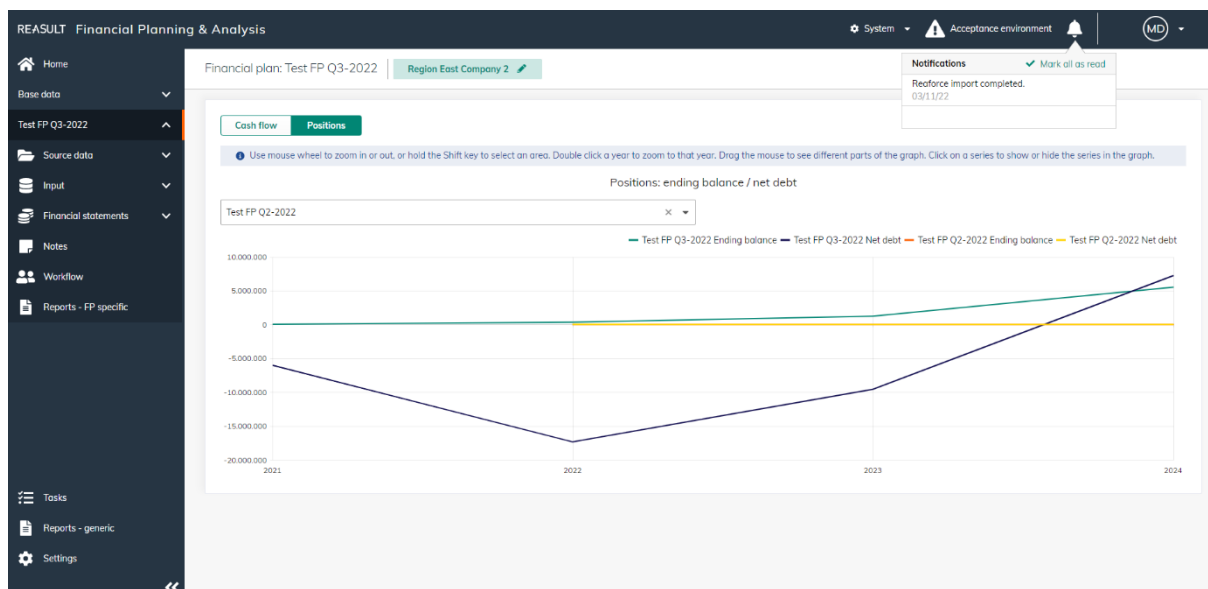 REASULT Financial Planning & Analysis
System
Acceptance environment
MD
Home
Base data
Test FP Q3-2022
Source data
Input
Financial statements
Notes
Workflow
Reports - FP specific
Tasks
Reports - generic
Settings
Financial plan: Test FP Q3-2022
Region East Company 2
Notifications
Mark all as read
Reaforce import completed.
03/11/22
Cash flow
Positions
Use mouse wheel to zoom in or out, or hold the Shift key to select an area. Double click a year to zoom to that year. Drag the mouse to see different parts of the graph. Click on a series to show or hide the series in the graph.
Positions: ending balance / net debt
Test FP Q2-2022
Test FP Q3-2022 Ending balance Test FP Q3-2022 Net debt Test FP Q2-2022 Ending balance Test FP Q2-2022 Net debt
10.000.000
5.000.000
0
-5.000.000
-10.000.000
-15.000.000
-20.000.000
2021 2022 2023 2024